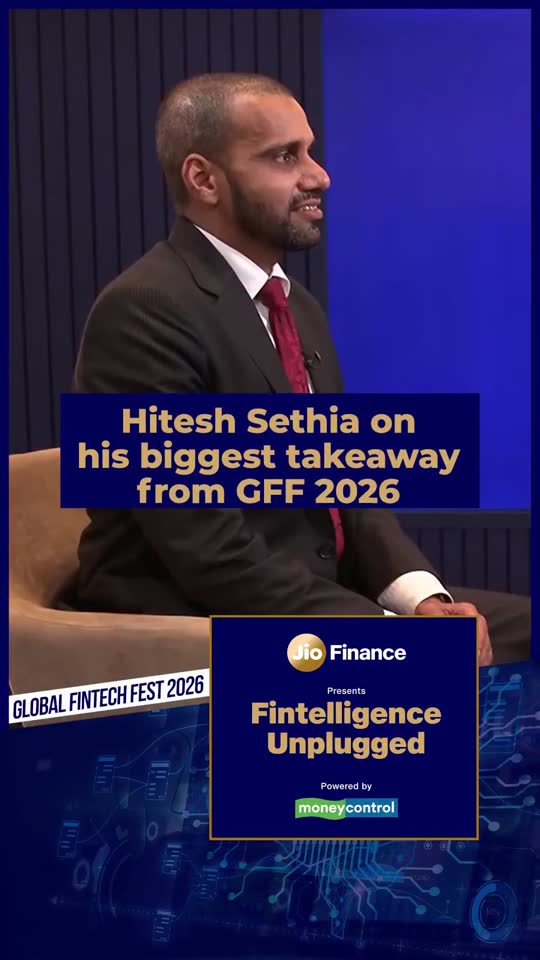 Hitesh Sethia on
his biggest takeaway
from GFF 2026
GLOBAL FINTECH FEST 2026
Jio Finance
Presents
Fintelligence
Unplugged
Powered by
moneycontrol